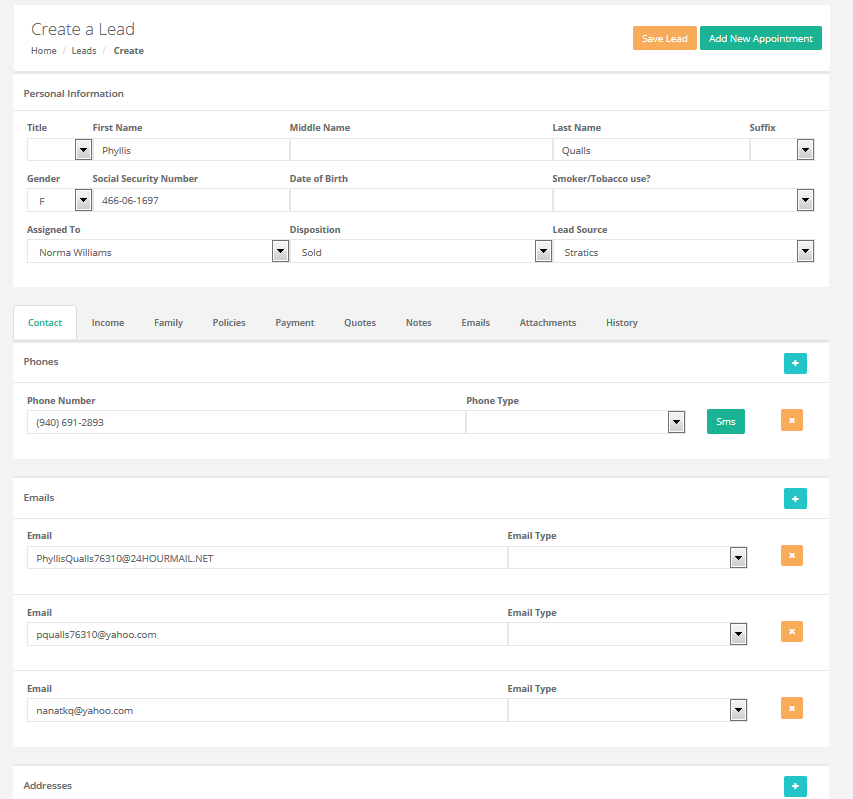 Create a Lead
Home / Leads / Create
Save Lead Add New Appointment
Personal Information
Title First Name Middle Name Last Name Suffix
Phyllis Qualls
Gender Social Security Number Date of Birth Smoker/Tobacco use?
F 466-06-1697
Assigned To Disposition Lead Source
Norma Williams Sold Stratics
Contact Income Family Policies Payment Quotes Notes Emails Attachments History
Phones
Phone Number Phone Type
(940) 691-2893 Sms
Emails
Email Email Type
PhyllisQualls76310@24HOURMAIL.NET
Email Email Type
pqualls76310@yahoo.com
Email Email Type
nanatkq@yahoo.com
Addresses